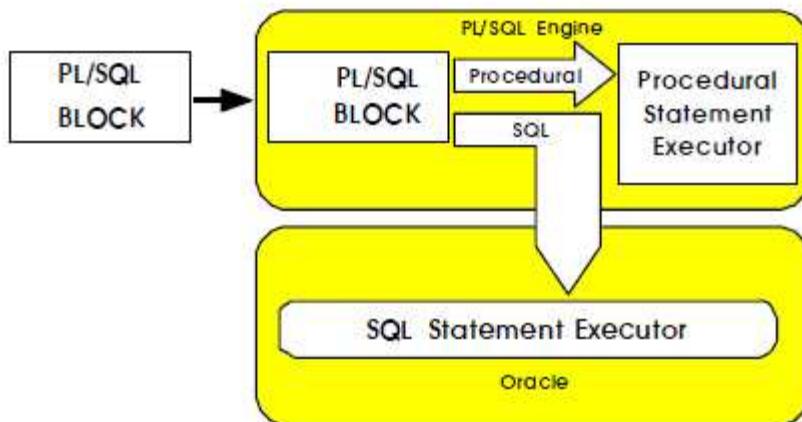 PL/SQL
BLOCK
PL/SQL Engine
PL/SQL
BLOCK
Procedural
SQL
Procedural
Statement
Executor
SQL Statement Executor
Oracle